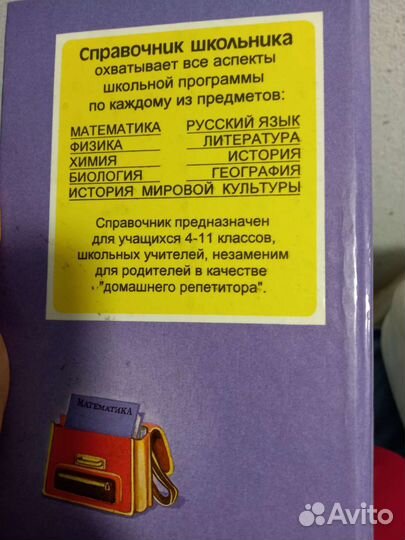 Справочник школьника
охватывает все аспекты
школьной программы
по каждому из предметов:
МАТЕМАТИКА РУССКИЙ ЯЗЫК
ФИЗИКА ЛИТЕРАТУРА
ХИМИЯ ИСТОРИЯ
БИОЛОГИЯ ГЕОГРАФИЯ
ИСТОРИЯ МИРОВОЙ КУЛЬТУРЫ
Справочник предназначен
для учащихся 4-11 классов,
школьных учителей, незаменим
для родителей в качестве
"домашнего репетитора".
МАТЕМАТИКА
Avito